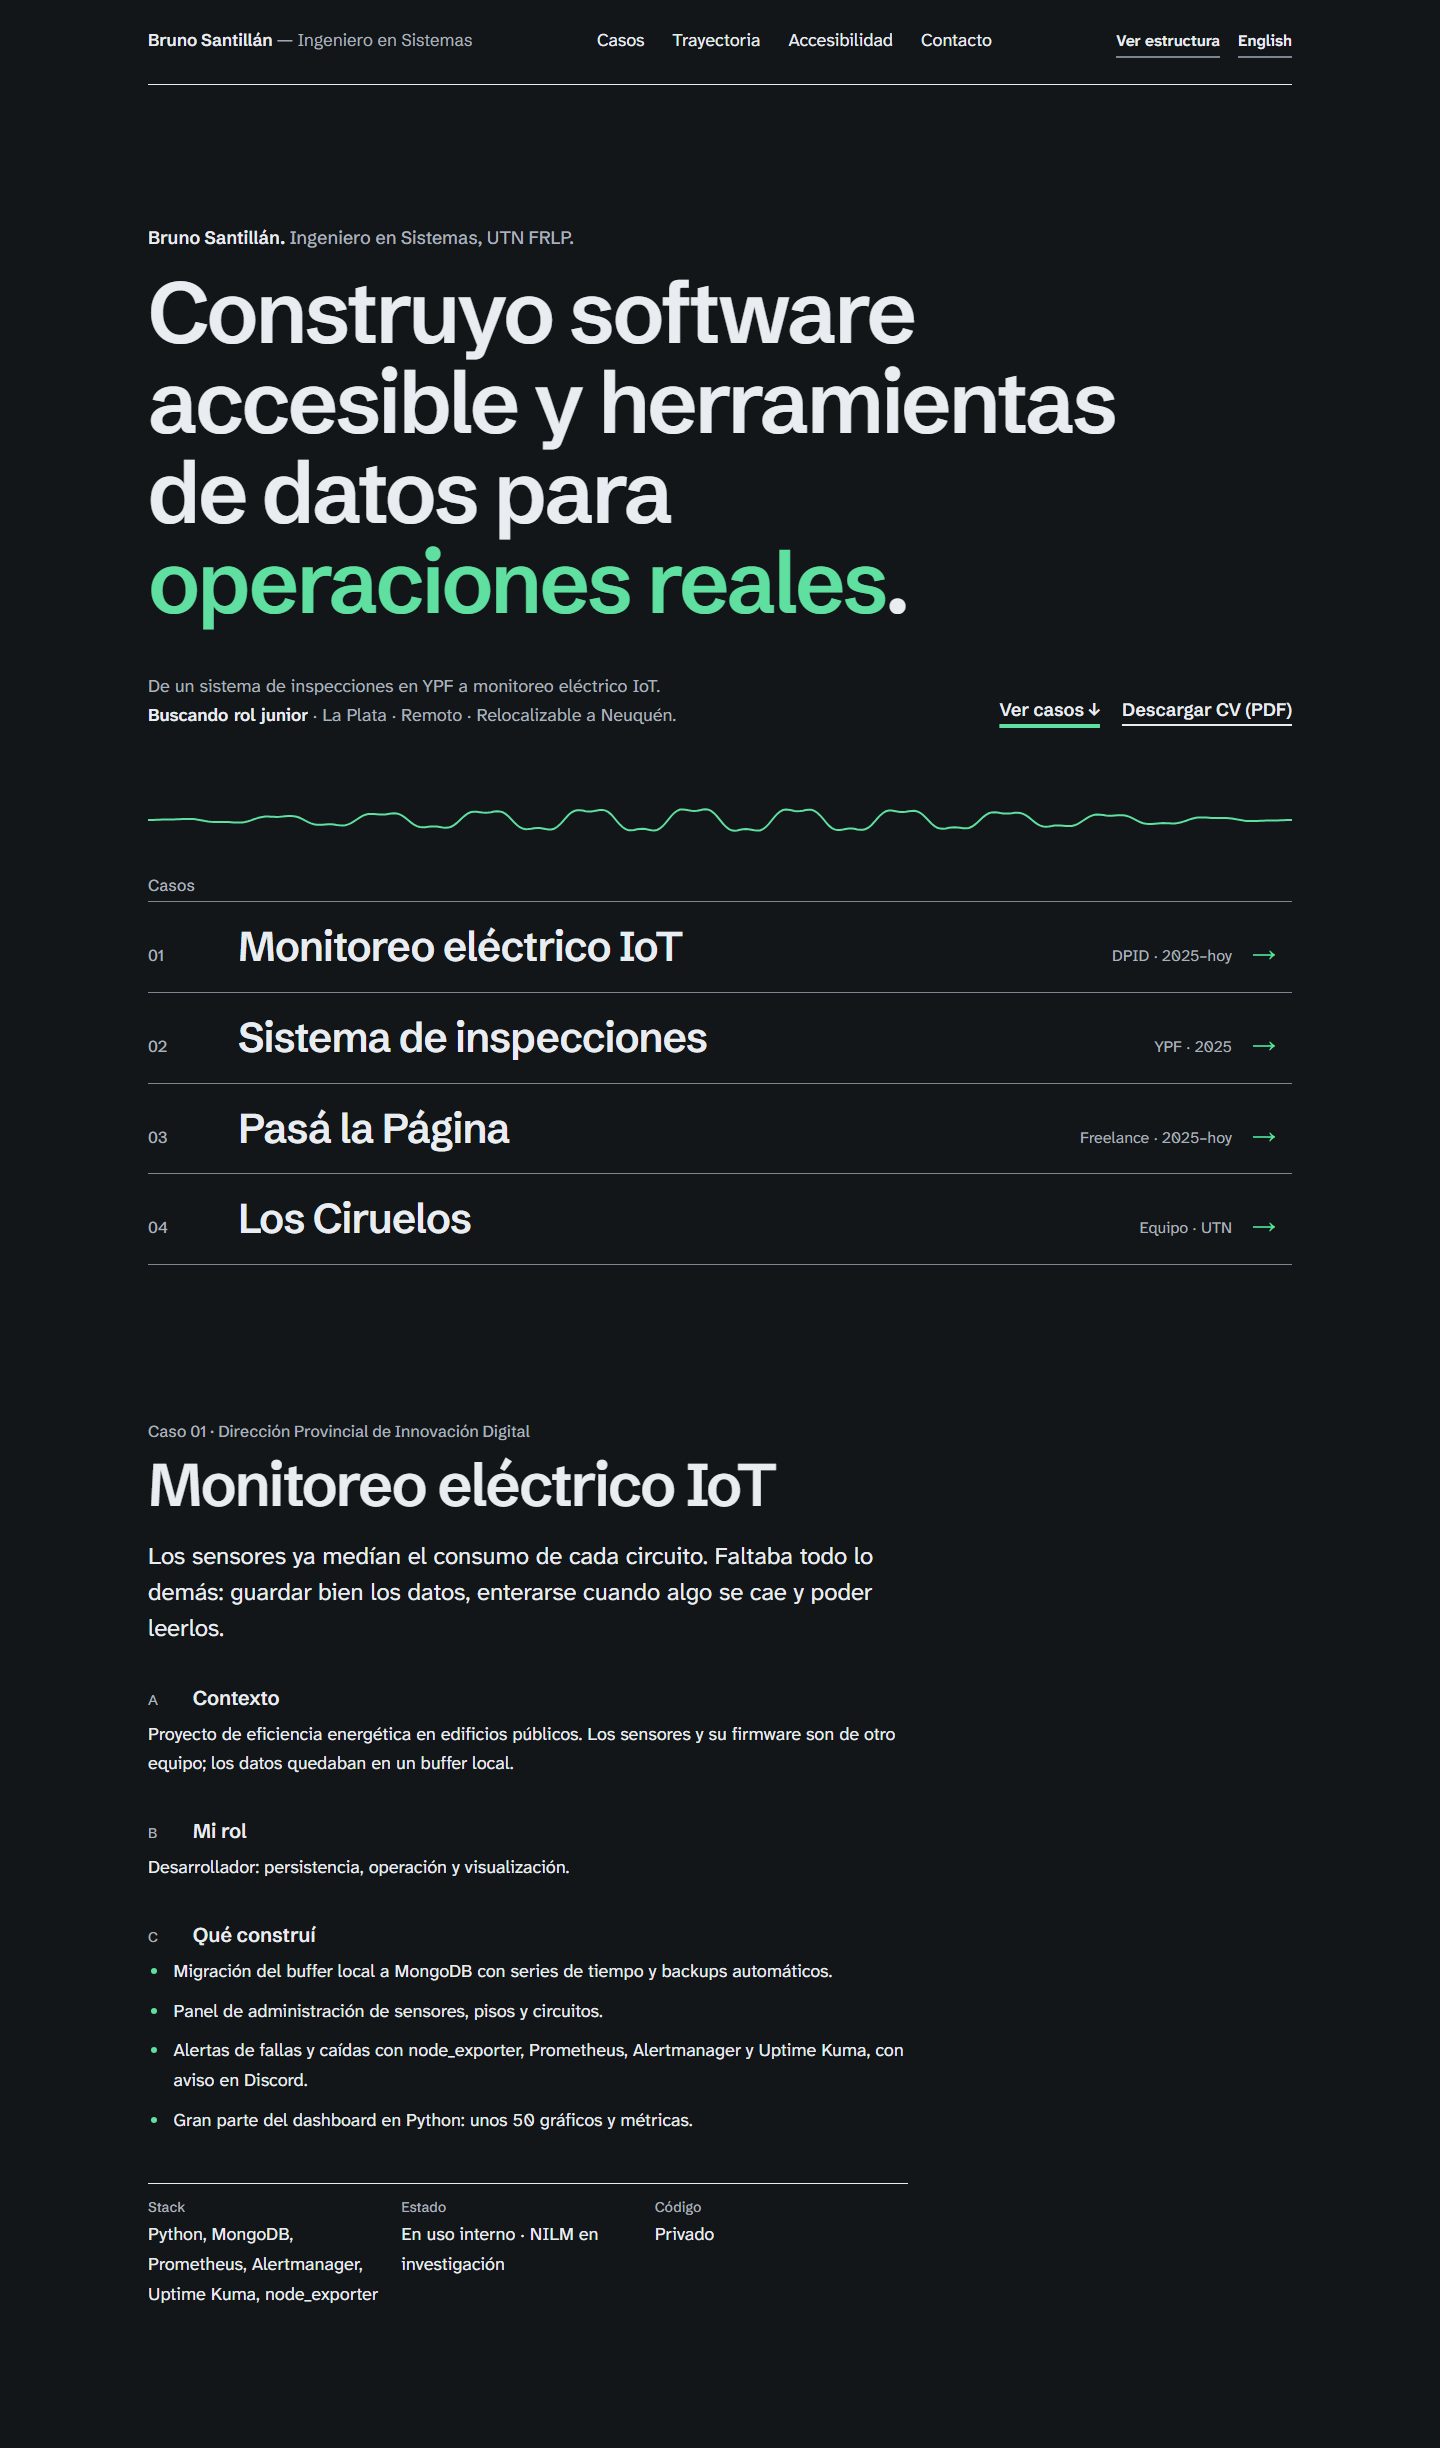 Bruno Santillán — Ingeniero en Sistemas
Casos
Trayectoria
Accesibilidad
Contacto
Ver estructura
English
Bruno Santillán. Ingeniero en Sistemas, UTN FRLP.
Construyo software
accesible y herramientas
de datos para
operaciones reales.
De un sistema de inspecciones en YPF a monitoreo eléctrico IoT.
Buscando rol junior · La Plata · Remoto · Relocalizable a Neuquén.
Ver casos ↓
Descargar CV (PDF)
Casos
01 Monitoreo eléctrico IoT DPID · 2025–hoy →
02 Sistema de inspecciones YPF · 2025 →
03 Pasá la Página Freelance · 2025–hoy →
04 Los Ciruelos Equipo · UTN →
Caso 01 · Dirección Provincial de Innovación Digital
Monitoreo eléctrico IoT
Los sensores ya medían el consumo de cada circuito. Faltaba todo lo
demás: guardar bien los datos, enterarse cuando algo se cae y poder
leerlos.
A Contexto
Proyecto de eficiencia energética en edificios públicos. Los sensores y su firmware son de otro
equipo; los datos quedaban en un buffer local.
B Mi rol
Desarrollador: persistencia, operación y visualización.
C Qué construí
• Migración del buffer local a MongoDB con series de tiempo y backups automáticos.
• Panel de administración de sensores, pisos y circuitos.
• Alertas de fallas y caídas con node_exporter, Prometheus, Alertmanager y Uptime Kuma, con
aviso en Discord.
• Gran parte del dashboard en Python: unos 50 gráficos y métricas.
Stack
Python, MongoDB,
Prometheus, Alertmanager,
Uptime Kuma, node_exporter
Estado
En uso interno · NILM en
investigación
Código
Privado